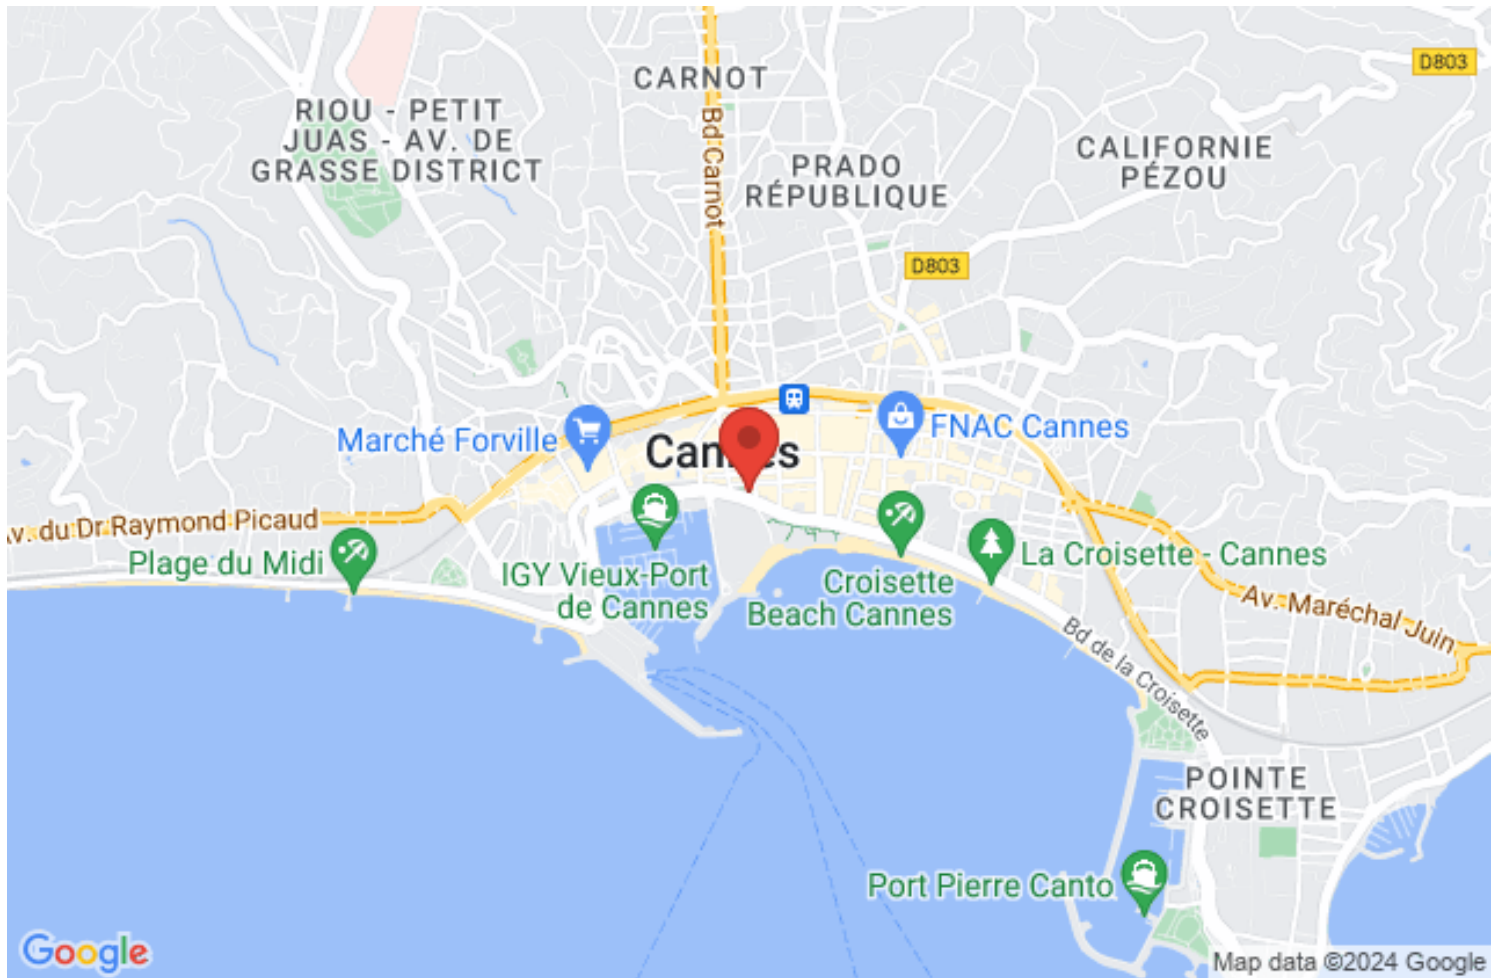 D803
CARNOT
RIOU - PETIT
JUAS - AV. DE
GRASSE DISTRICT
Bd Carnot
PRADO
RÉPUBLIQUE
CALIFORNIE
PÉZOU
D803
Marché Forville
Cannes
FNAC Cannes
Av. du Dr Raymond Picaud
Plage du Midi
IGY Vieux-Port
de Cannes
Croisette
Beach Cannes
La Croisette - Cannes
Av. Maréchal Juin
Bd de la Croisette
POINTE
CROISETTE
Port Pierre Canto
Google
Map data ©2024 Google